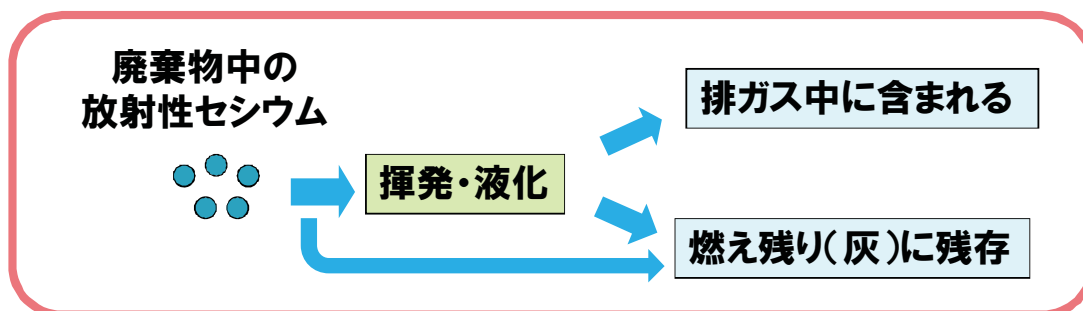 廃棄物中の
放射性セシウム
揮発・液化
排ガス中に含まれる
燃え残り（灰）に残存